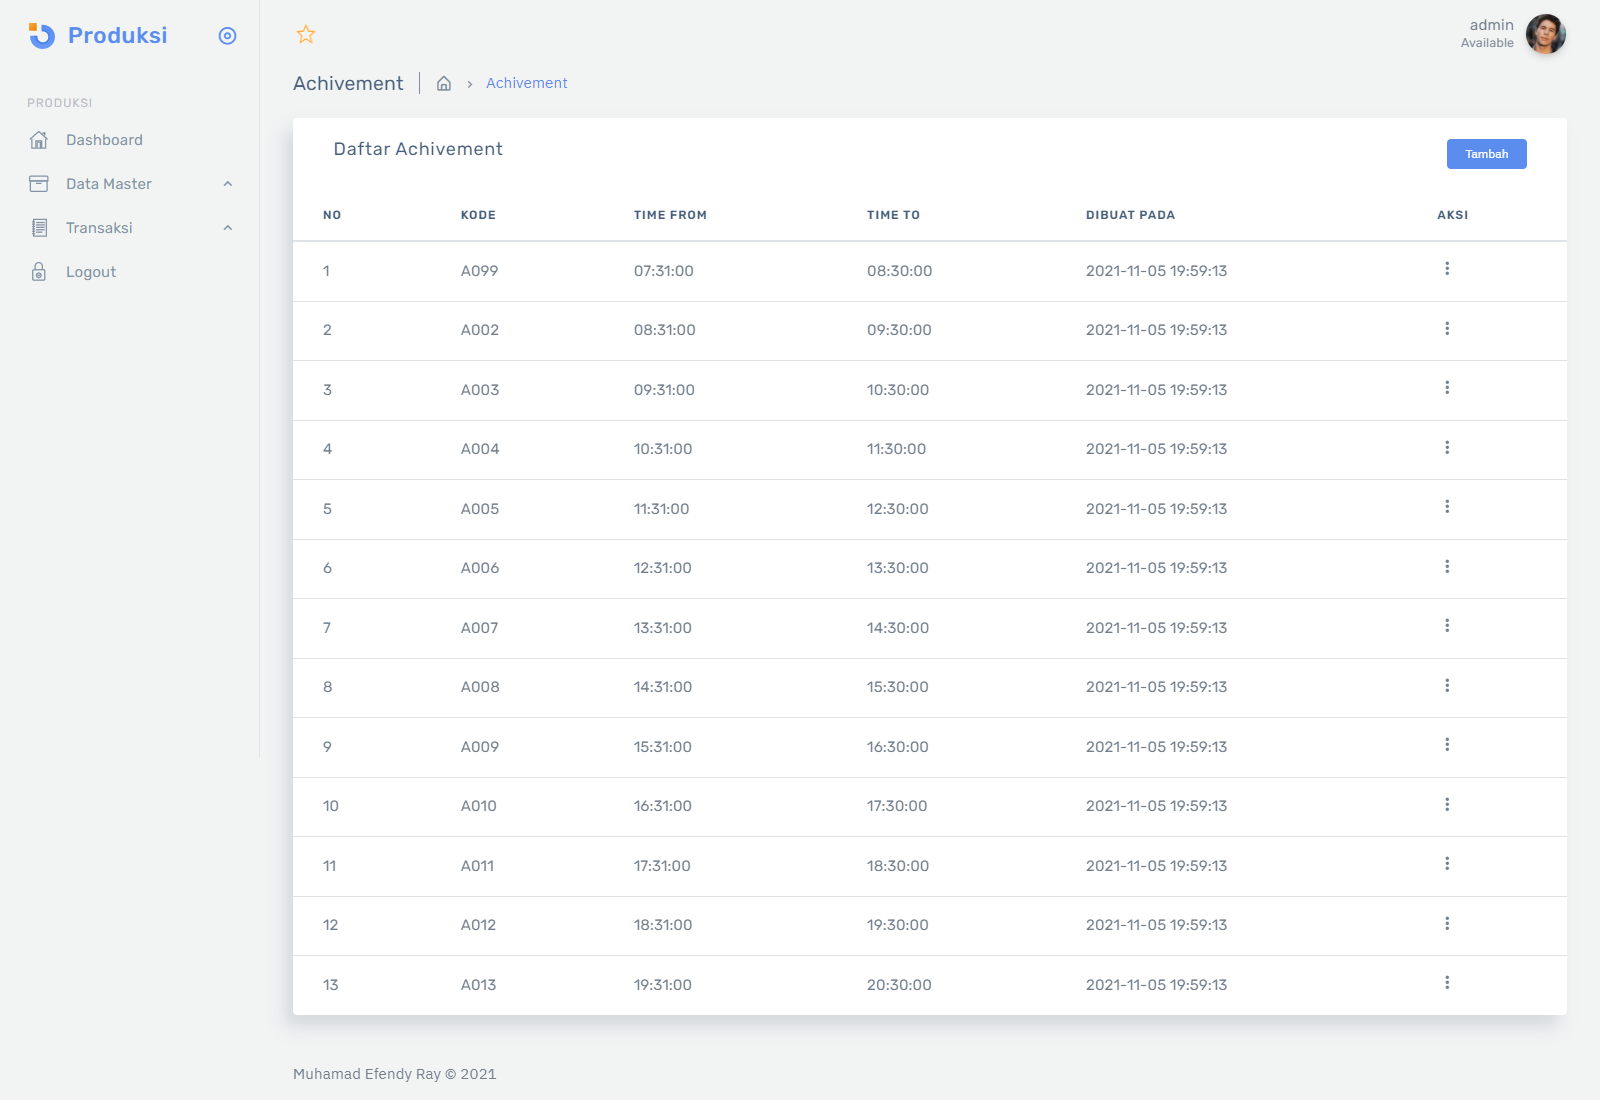 Produksi
admin
Available
Achivement
Achivement
PRODUKSI
Dashboard
Data Master
Transaksi
Logout
Daftar Achivement
Tambah
NO KODE TIME FROM TIME TO DIBUAT PADA AKSI
1 A099 07:31:00 08:30:00 2021-11-05 19:59:13
2 A002 08:31:00 09:30:00 2021-11-05 19:59:13
3 A003 09:31:00 10:30:00 2021-11-05 19:59:13
4 A004 10:31:00 11:30:00 2021-11-05 19:59:13
5 A005 11:31:00 12:30:00 2021-11-05 19:59:13
6 A006 12:31:00 13:30:00 2021-11-05 19:59:13
7 A007 13:31:00 14:30:00 2021-11-05 19:59:13
8 A008 14:31:00 15:30:00 2021-11-05 19:59:13
9 A009 15:31:00 16:30:00 2021-11-05 19:59:13
10 A010 16:31:00 17:30:00 2021-11-05 19:59:13
11 A011 17:31:00 18:30:00 2021-11-05 19:59:13
12 A012 18:31:00 19:30:00 2021-11-05 19:59:13
13 A013 19:31:00 20:30:00 2021-11-05 19:59:13
Muhamad Efendy Ray © 2021